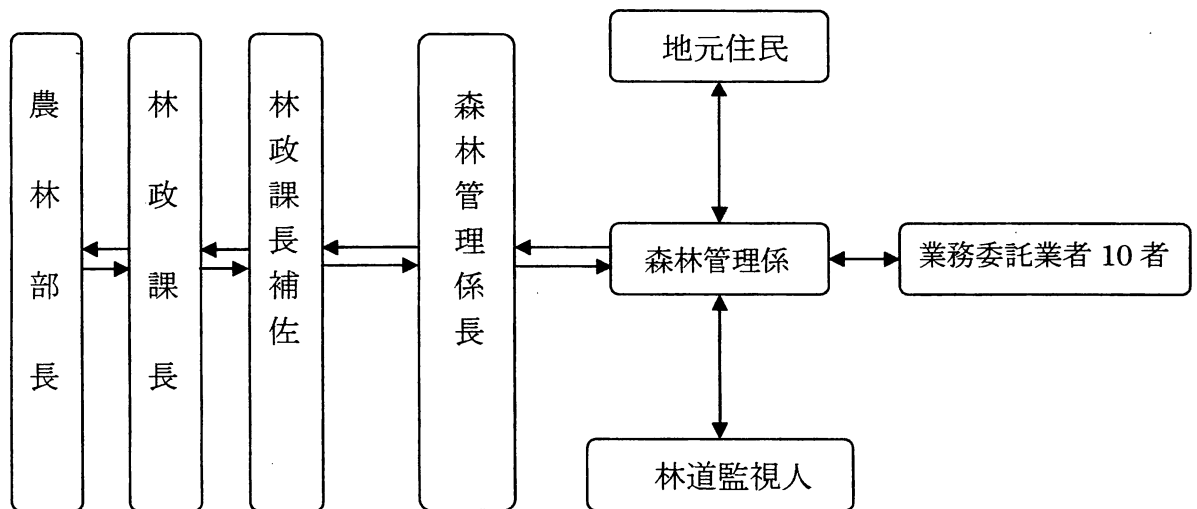 農林部長
林政課長
林政課長補佐
森林管理係長
地元住民
森林管理係
業務委託業者 10 者
林道監視人